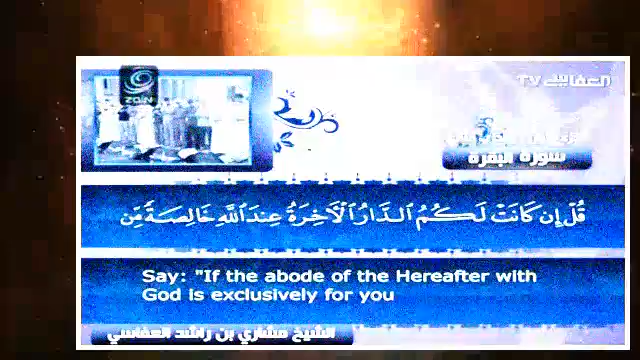 ZAIN
العفاسي TV
سورة البقرة
قُلْ إِن كَانَتْ لَكُمُ الدَّارُ الْآخِرَةُ عِندَ اللَّهِ خَالِصَةً مِّن
Say: "If the abode of the Hereafter with
God is exclusively for you
الشيخ مشاري بن راشد العفاسي